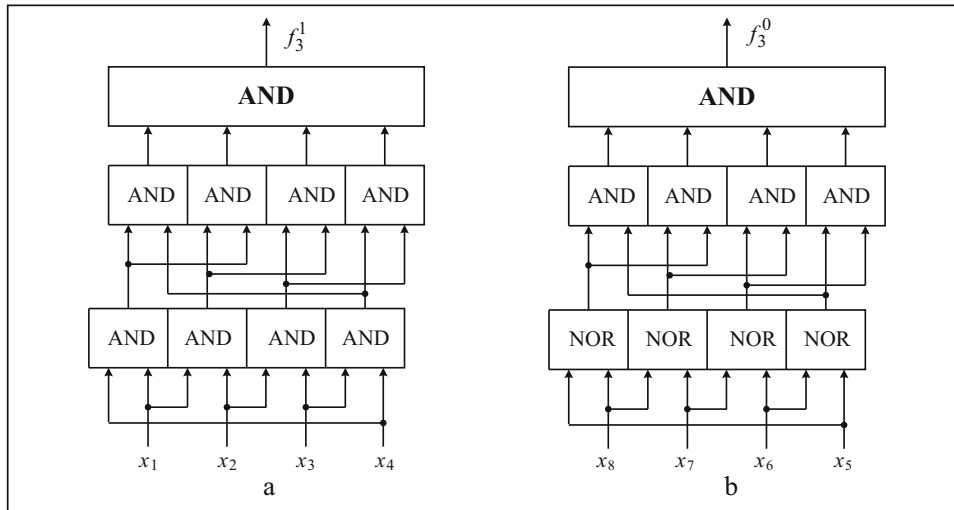 f_3^1
AND
AND AND AND AND
AND AND AND AND
x_1 x_2 x_3 x_4
a
f_3^0
AND
AND AND AND AND
NOR NOR NOR NOR
x_8 x_7 x_6 x_5
b